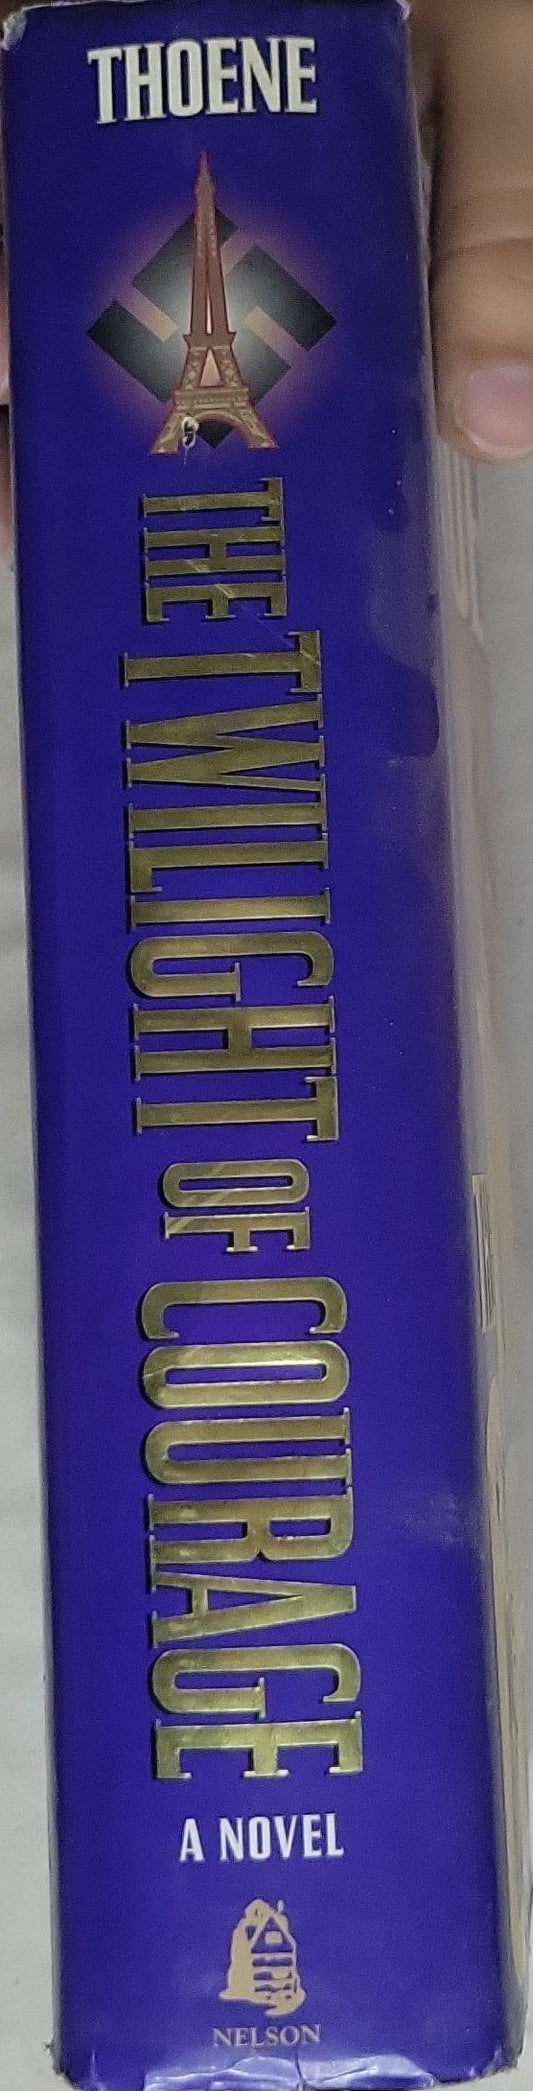 THOENE
THE TWILIGHT OF COURAGE
A NOVEL
NELSON